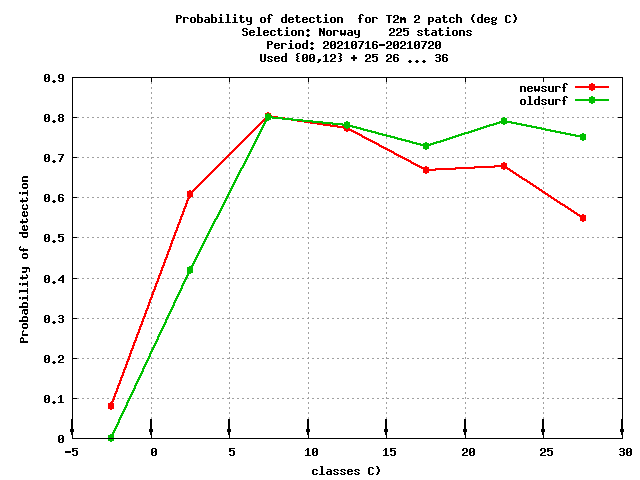 Probability of detection  for T2m 2 patch (deg C)
Selection: Norway    225 stations
Period: 20210716-20210720
Used {00,12} + 25 26 ... 36
newsurf
oldsurf
0.9
0.8
0.7
0.6
0.5
0.4
0.3
0.2
0.1
0
Probability of detection
-5 0 5 10 15 20 25 30
classes C)